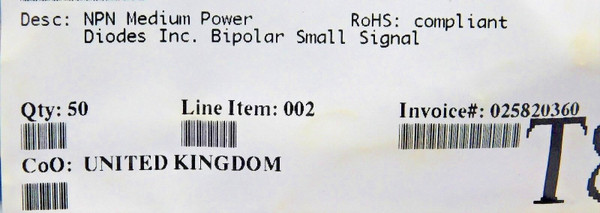 Desc: NPN Medium Power RoHS: compliant
Diodes Inc. Bipolar Small Signal
Qty: 50 Line Item: 002 Invoice#: 025820360
CoO: UNITED KINGDOM